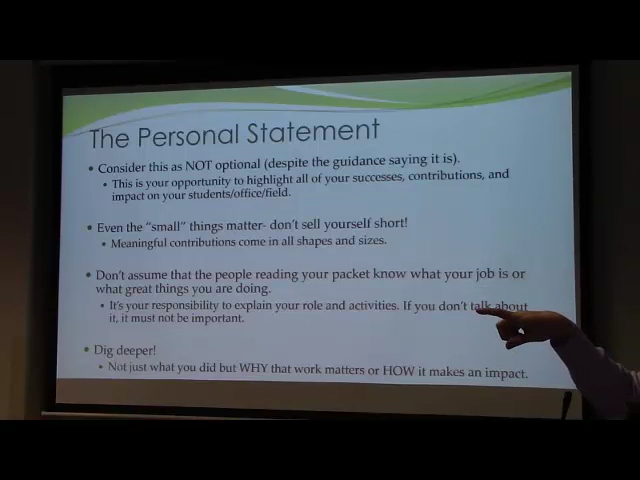 The Personal Statement
• Consider this as NOT optional (despite the guidance saying it is).
• This is your opportunity to highlight all of your successes, contributions, and
impact on your students/office/field.
• Even the "small" things matter- don't sell yourself short!
• Meaningful contributions come in all shapes and sizes.
• Don't assume that the people reading your packet know what your job is or
what great things you are doing.
• It's your responsibility to explain your role and activities. If you don't talk about
it, it must not be important.
• Dig deeper!
• Not just what you did but WHY that work matters or HOW it makes an impact.